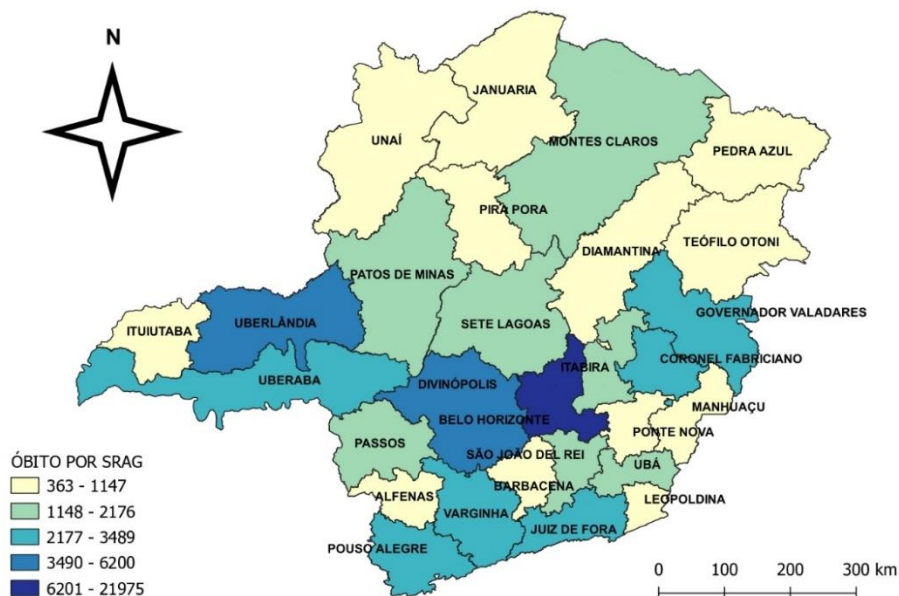 N
JANUARIA
UNAÍ
MONTES CLAROS
PEDRA AZUL
PIRA PORA
TEÓFILO OTONI
DIAMANTINA
PATOS DE MINAS
GOVERNADOR VALADARES
UBERLÂNDIA
SETE LAGOAS
ITUIUTABA
CORONEL FABRICIANO
ITABIRA
UBERABA
DIVINÓPOLIS
MANHUAÇU
BELO HORIZONTE
PONTE NOVA
PASSOS
SÃO JOÃO DEL REI
UBÁ
BARBACENA
ALFENAS
LEOPOLDINA
VARGINHA
JUIZ DE FORA
POUSO ALEGRE
ÓBITO POR SRAG
363 - 1147
1148 - 2176
2177 - 3489
3490 - 6200
6201 - 21975
0 100 200 300 km